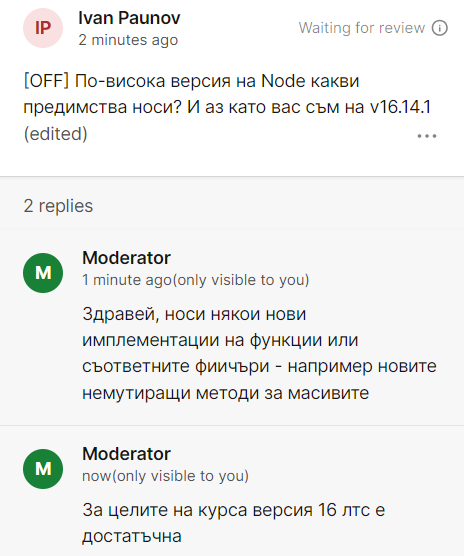 IP
Ivan Paunov
Waiting for review
2 minutes ago
[OFF] По-висока версия на Node какви
предимства носи? И аз като вас съм на v16.14.1
(edited)
2 replies
M
Moderator
1 minute ago(only visible to you)
Здравей, носи някои нови
имплементации на функции или
съответните фиичъри - например новите
немутиращи методи за масивите
M
Moderator
now(only visible to you)
За целите на курса версия 16 лтс е
достатъчна